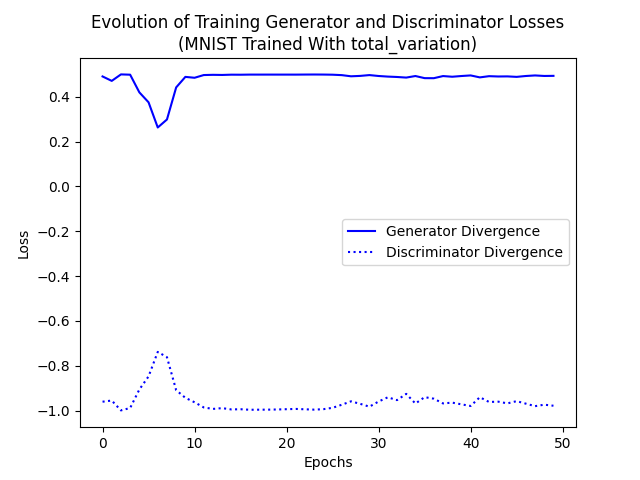 Evolution of Training Generator and Discriminator Losses
(MNIST Trained With total_variation)
0.4
0.2
0.0
−0.2
−0.4
−0.6
−0.8
−1.0
Loss
Generator Divergence
Discriminator Divergence
0 10 20 30 40 50
Epochs